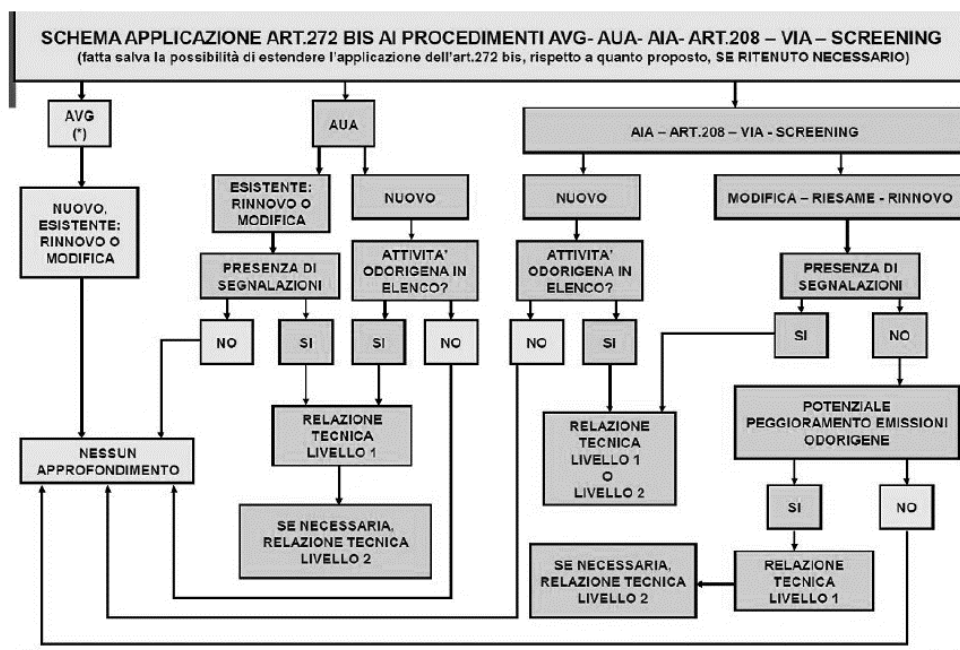 SCHEMA APPLICAZIONE ART.272 BIS AI PROCEDIMENTI AVG- AUA- AIA- ART.208 – VIA – SCREENING
(fatta salva la possibilità di estendere l'applicazione dell'art.272 bis, rispetto a quanto proposto, SE RITENUTO NECESSARIO)
AVG
(*)
AUA
AIA – ART.208 – VIA - SCREENING
NUOVO,
ESISTENTE:
RINNOVO O
MODIFICA
ESISTENTE:
RINNOVO O
MODIFICA
NUOVO
NUOVO
MODIFICA – RIESAME - RINNOVO
PRESENZA DI
SEGNALAZIONI
ATTIVITA'
ODORIGENA IN
ELENCO?
ATTIVITA'
ODORIGENA IN
ELENCO?
PRESENZA DI
SEGNALAZIONI
NO
SI
SI
NO
NO
SI
SI
NO
NESSUN
APPROFONDIMENTO
RELAZIONE
TECNICA
LIVELLO 1
RELAZIONE
TECNICA
LIVELLO 1
O
LIVELLO 2
POTENZIALE
PEGGIORAMENTO EMISSIONI
ODORIGENE
SI
NO
SE NECESSARIA,
RELAZIONE TECNICA
LIVELLO 2
SE NECESSARIA,
RELAZIONE TECNICA
LIVELLO 2
RELAZIONE
TECNICA
LIVELLO 1